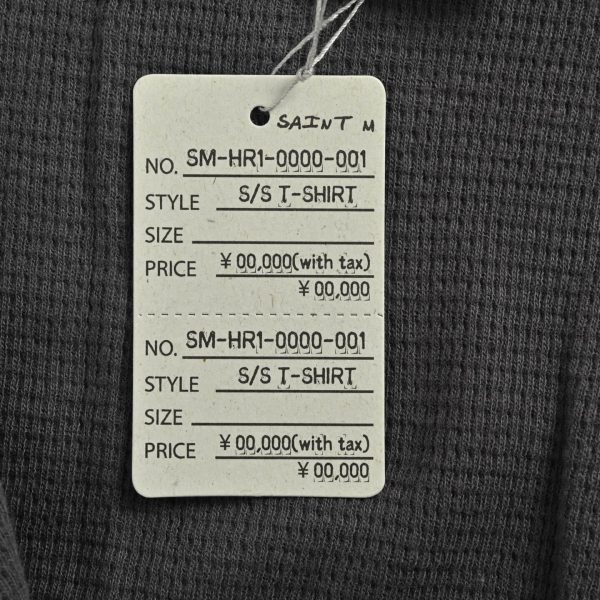 SAINT M
NO. SM-HR1-0000-001
STYLE S/S T-SHIRT
SIZE
PRICE ¥00,000(with tax)
¥00,000
NO. SM-HR1-0000-001
STYLE S/S T-SHIRT
SIZE
PRICE ¥00,000(with tax)
¥00,000